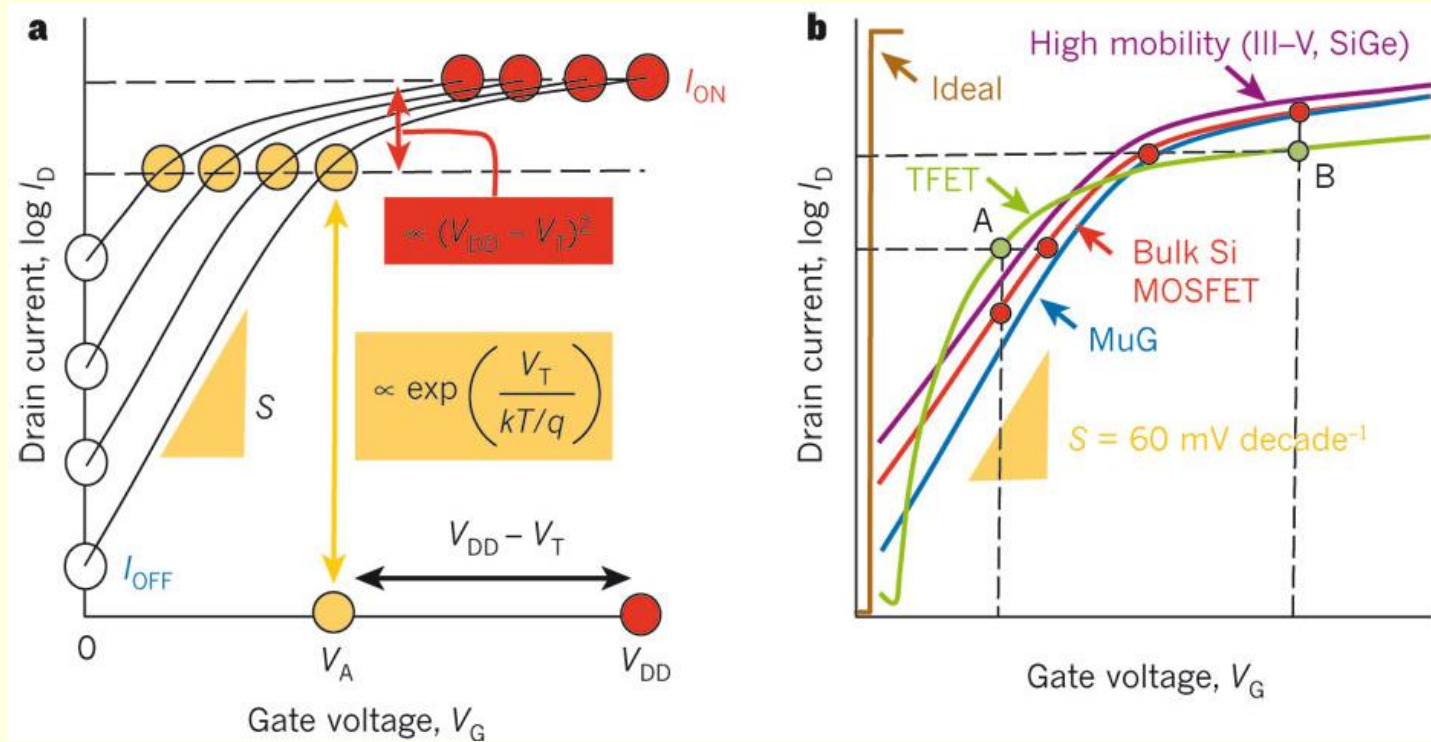 a
Drain current, log I_D
I_ON
∝ (V_DD – V_T)²
S
∝ exp (V_T / kT/q)
V_DD – V_T
I_OFF
0
V_A
V_DD
Gate voltage, V_G
b
Drain current, log I_D
High mobility (III–V, SiGe)
Ideal
TFET
A
B
Bulk Si
MOSFET
MuG
S = 60 mV decade⁻¹
Gate voltage, V_G